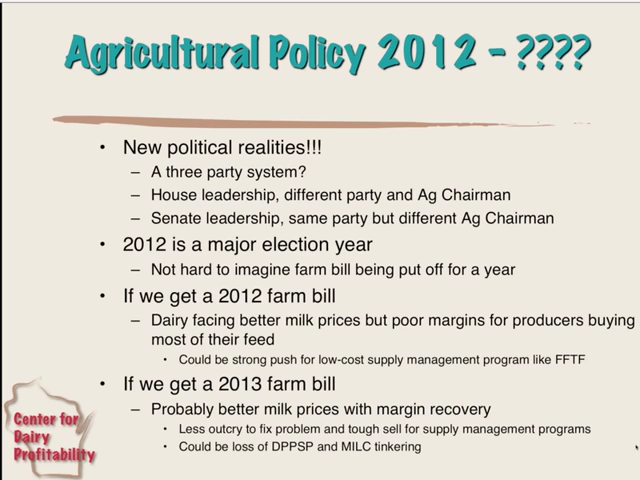 Agricultural Policy 2012 - ????
• New political realities!!!
– A three party system?
– House leadership, different party and Ag Chairman
– Senate leadership, same party but different Ag Chairman
• 2012 is a major election year
– Not hard to imagine farm bill being put off for a year
• If we get a 2012 farm bill
– Dairy facing better milk prices but poor margins for producers buying
most of their feed
• Could be strong push for low-cost supply management program like FFTF
• If we get a 2013 farm bill
– Probably better milk prices with margin recovery
• Less outcry to fix problem and tough sell for supply management programs
• Could be loss of DPPSP and MILC tinkering
Center for
Dairy
Profitability